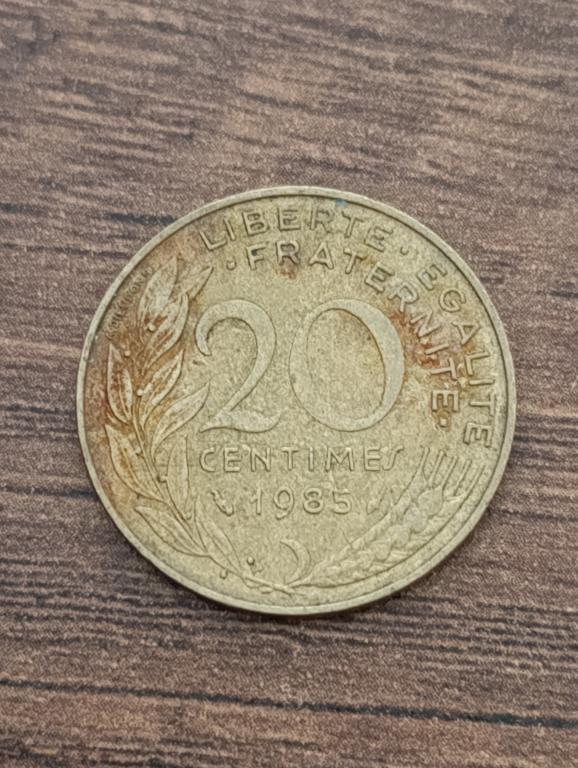 LIBERTE · EGALITE
· FRATERNITE ·
20
CENTIMES
1985